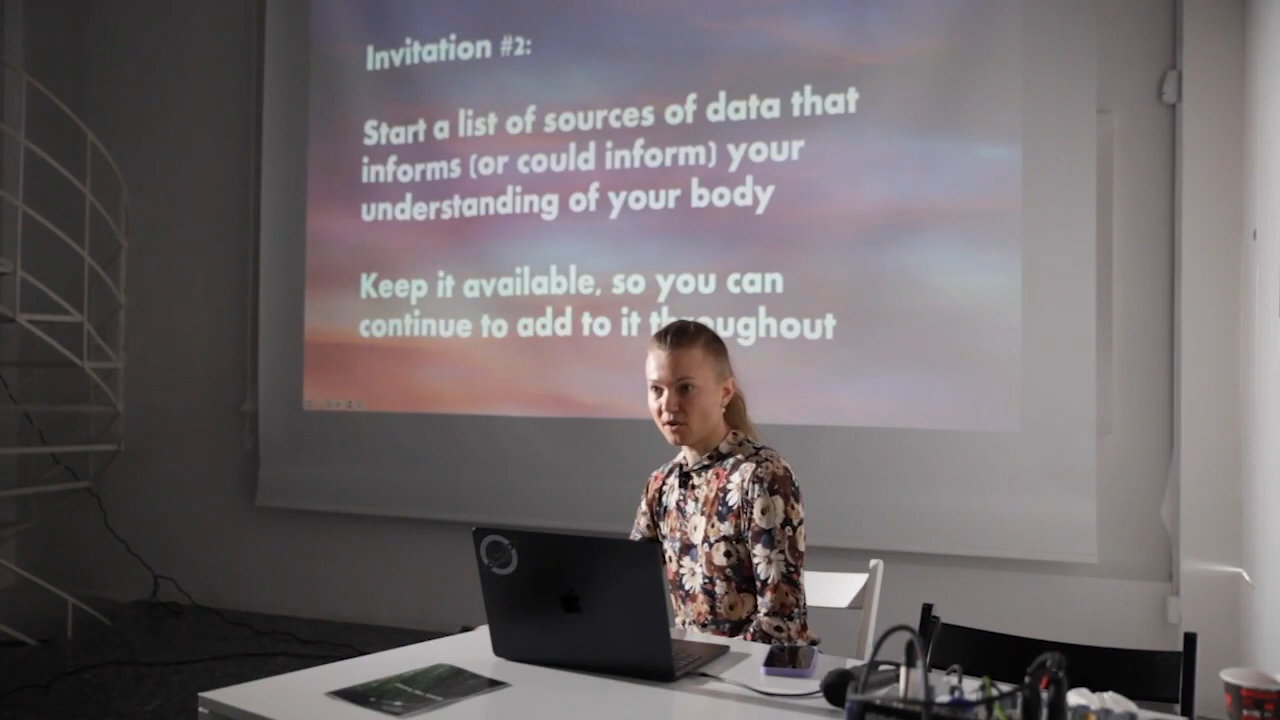 Invitation #2:
Start a list of sources of data that
informs (or could inform) your
understanding of your body
Keep it available, so you can
continue to add to it throughout